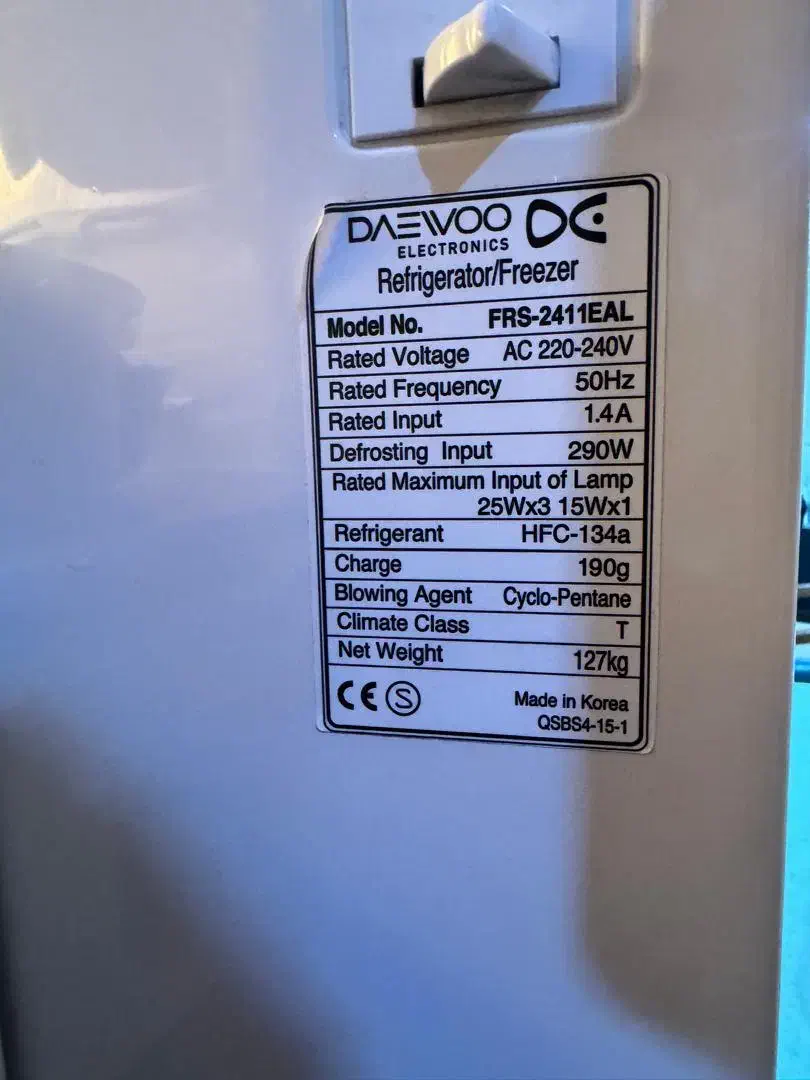 DAEWOO
ELECTRONICS
Refrigerator/Freezer
Model No. FRS-2411EAL
Rated Voltage AC 220-240V
Rated Frequency 50Hz
Rated Input 1.4A
Defrosting Input 290W
Rated Maximum Input of Lamp
25Wx3 15Wx1
Refrigerant HFC-134a
Charge 190g
Blowing Agent Cyclo-Pentane
Climate Class T
Net Weight 127kg
CE S Made in Korea
QSBS4-15-1